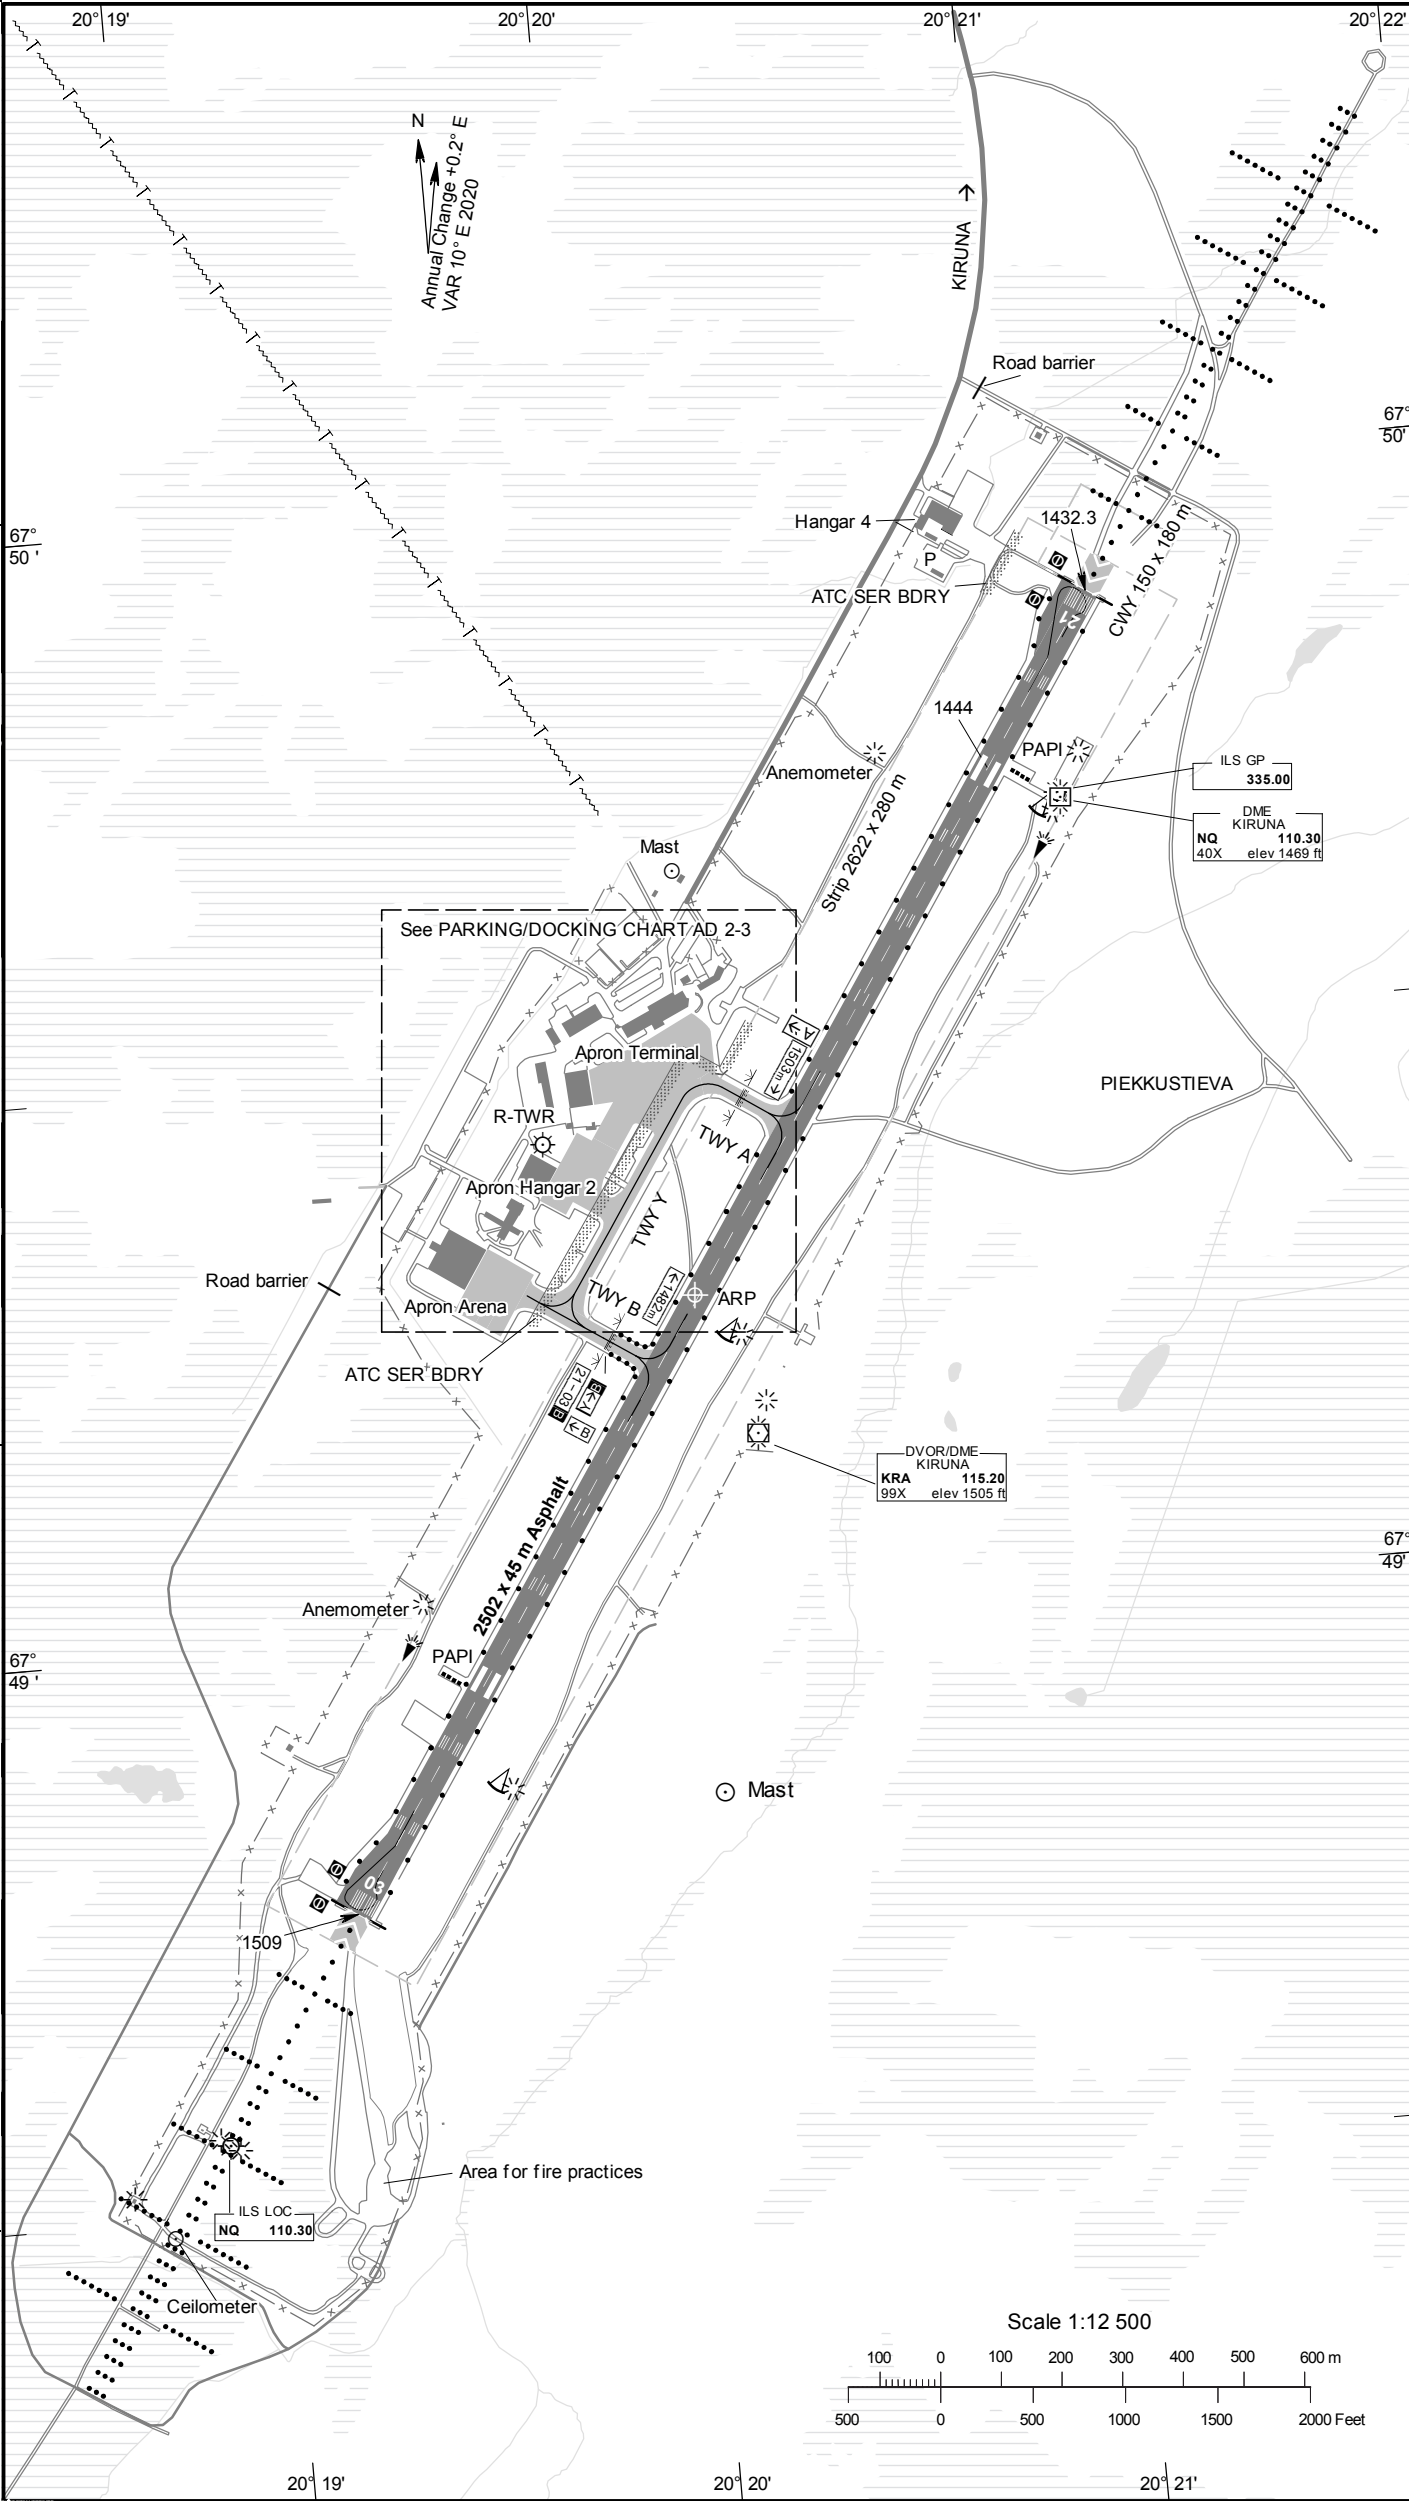 20° 19'
20° 20'
20° 21'
20° 22'
N
Annual Change +0.2° E
VAR 10° E 2020
KIRUNA
Road barrier
67°
50'
Hangar 4
1432.3
67°
50 '
P
CWY 150 x 180 m
ATC SER BDRY
21
1444
PAPI
ILS GP
335.00
Anemometer
DME
KIRUNA
NQ 110.30
40X elev 1469 ft
Strip 2622 x 280 m
Mast
See PARKING/DOCKING CHART AD 2-3
A
1503m
Apron Terminal
PIEKKUSTIEVA
R-TWR
TWY A
Apron Hangar 2
TWY Y
Road barrier
TWY B
1482m
ARP
Apron Arena
ATC SER BDRY
B
Y
21-03
B
B
DVOR/DME
KIRUNA
KRA 115.20
99X elev 1505 ft
2502 x 45 m Asphalt
67°
49'
Anemometer
PAPI
67°
49 '
Mast
03
1509
Area for fire practices
ILS LOC
NQ 110.30
Ceilometer
Scale 1:12 500
100 0 100 200 300 400 500 600 m
500 0 500 1000 1500 2000 Feet
20° 19'
20° 20'
20° 21'